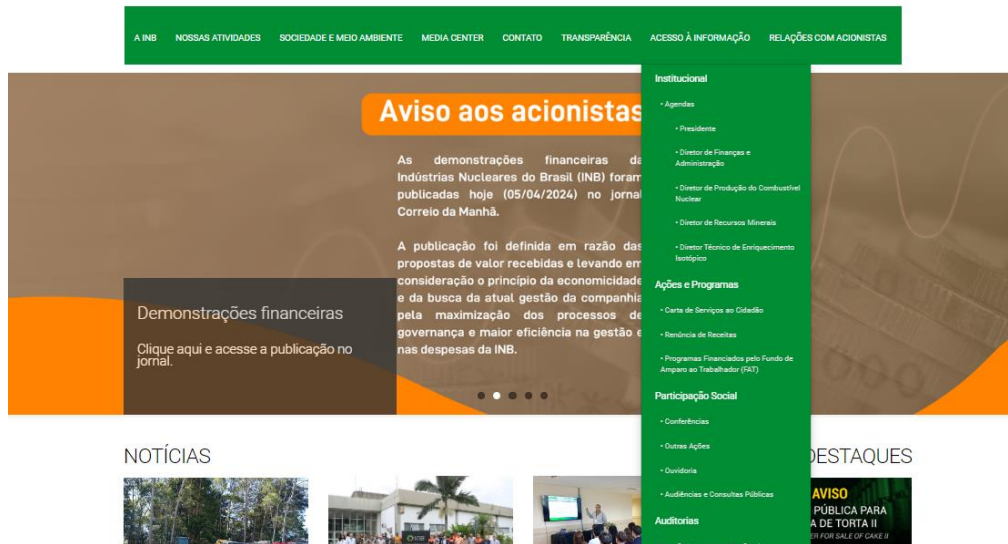 A INB
NOSSAS ATIVIDADES
SOCIEDADE E MEIO AMBIENTE
MEDIA CENTER
CONTATO
TRANSPARÊNCIA
ACESSO À INFORMAÇÃO
RELAÇÕES COM ACIONISTAS
Aviso aos acionistas
As demonstrações financeiras da
Indústrias Nucleares do Brasil (INB) foram
publicadas hoje (05/04/2024) no jornal
Correio da Manhã.
A publicação foi definida em razão das
propostas de valor recebidas e levando em
consideração o princípio da economicidade
e da busca da atual gestão da companhia
pela maximização dos processos de
governança e maior eficiência na gestão e
nas despesas da INB.
Demonstrações financeiras
Clique aqui e acesse a publicação no
jornal.
Institucional
• Agendas
• Presidente
• Diretor de Finanças e
Administração
• Diretor de Produção do Combustível
Nuclear
• Diretor de Recursos Minerais
• Diretor Técnico de Enriquecimento
Isotópico
Ações e Programas
• Carta de Serviços ao Cidadão
• Renúncia de Receitas
• Programas Financiados pelo Fundo de
Amparo ao Trabalhador (FAT)
Participação Social
• Conferências
• Outras Ações
• Ouvidoria
• Audiências e Consultas Públicas
Auditorias
NOTÍCIAS
DESTAQUES
AVISO
PÚBLICA PARA
A DE TORTA II
ER FOR SALE OF CAKE II